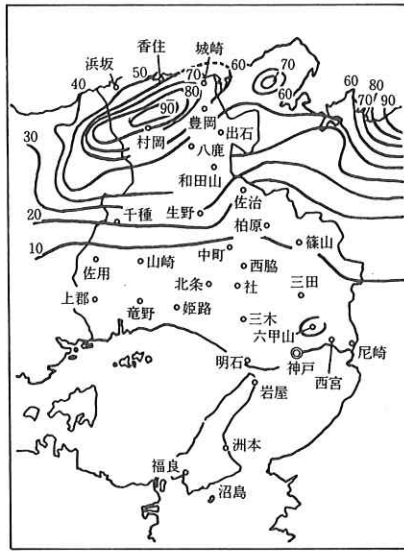 香住
浜坂
50
70
城崎
60
70
40
80
60
60
80
90
豊岡
70
90
30
村岡
出石
八鹿
和田山
佐治
20
千種
生野
柏原
10
中町
篠山
佐用
山崎
西脇
北条
社
三田
上郡
竜野
姫路
三木
六甲山
明石
神戸
尼崎
岩屋
西宮
洲本
福良
沼島